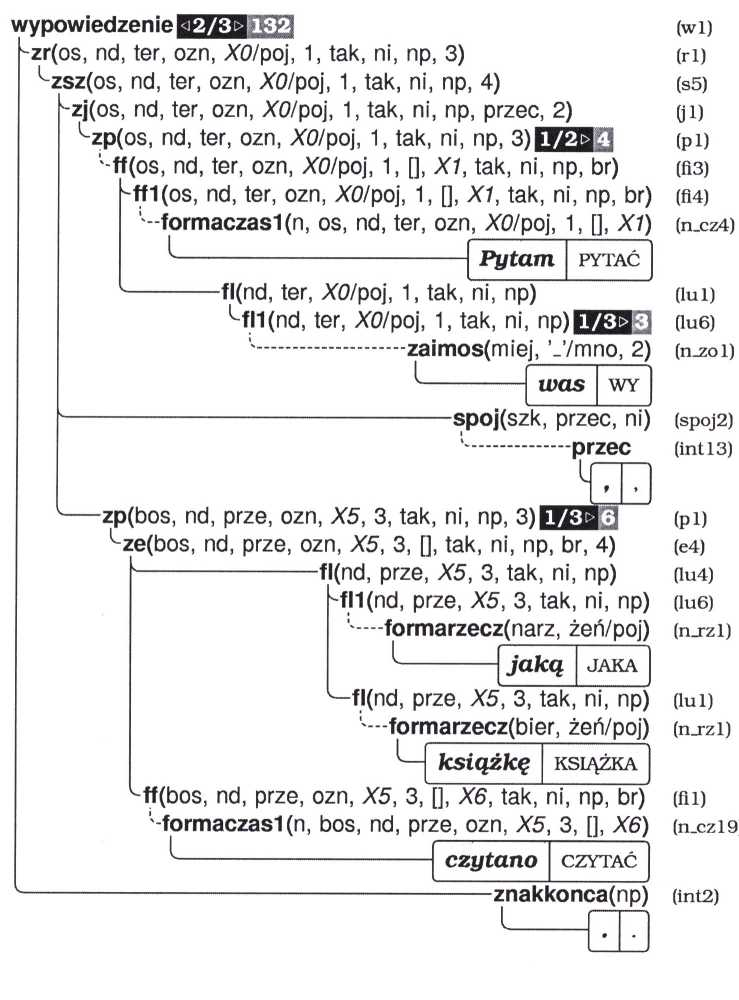 wypowiedzenie ◁2/3▷ 132 (w1)
zr(os, nd, ter, ozn, X0/poj, 1, tak, ni, np, 3) (r1)
zsz(os, nd, ter, ozn, X0/poj, 1, tak, ni, np, 4) (s5)
zj(os, nd, ter, ozn, X0/poj, 1, tak, ni, np, przec, 2) (j1)
zp(os, nd, ter, ozn, X0/poj, 1, tak, ni, np, 3) 1/2▷ 4 (p1)
ff(os, nd, ter, ozn, X0/poj, 1, [], X1, tak, ni, np, br) (fi3)
ff1(os, nd, ter, ozn, X0/poj, 1, [], X1, tak, ni, np, br) (fi4)
formaczas1(n, os, nd, ter, ozn, X0/poj, 1, [], X1) (n_cz4)
Pytam PYTAĆ
fl(nd, ter, X0/poj, 1, tak, ni, np) (lu1)
fl1(nd, ter, X0/poj, 1, tak, ni, np) 1/3▷ 3 (lu6)
zaimos(miej, '_'/mno, 2) (n_zo1)
was WY
spoj(szk, przec, ni) (spoj2)
przec (int13)
, ,
zp(bos, nd, prze, ozn, X5, 3, tak, ni, np, 3) 1/3▷ 6 (p1)
ze(bos, nd, prze, ozn, X5, 3, [], tak, ni, np, br, 4) (e4)
fl(nd, prze, X5, 3, tak, ni, np) (lu4)
fl1(nd, prze, X5, 3, tak, ni, np) (lu6)
formarzecz(narz, żeń/poj) (n_rz1)
jaką JAKA
fl(nd, prze, X5, 3, tak, ni, np) (lu1)
formarzecz(bier, żeń/poj) (n_rz1)
książkę KSIĄŻKA
ff(bos, nd, prze, ozn, X5, 3, [], X6, tak, ni, np, br) (fi1)
formaczas1(n, bos, nd, prze, ozn, X5, 3, [], X6) (n_cz19
czytano CZYTAĆ
znakkonca(np) (int2)
. .